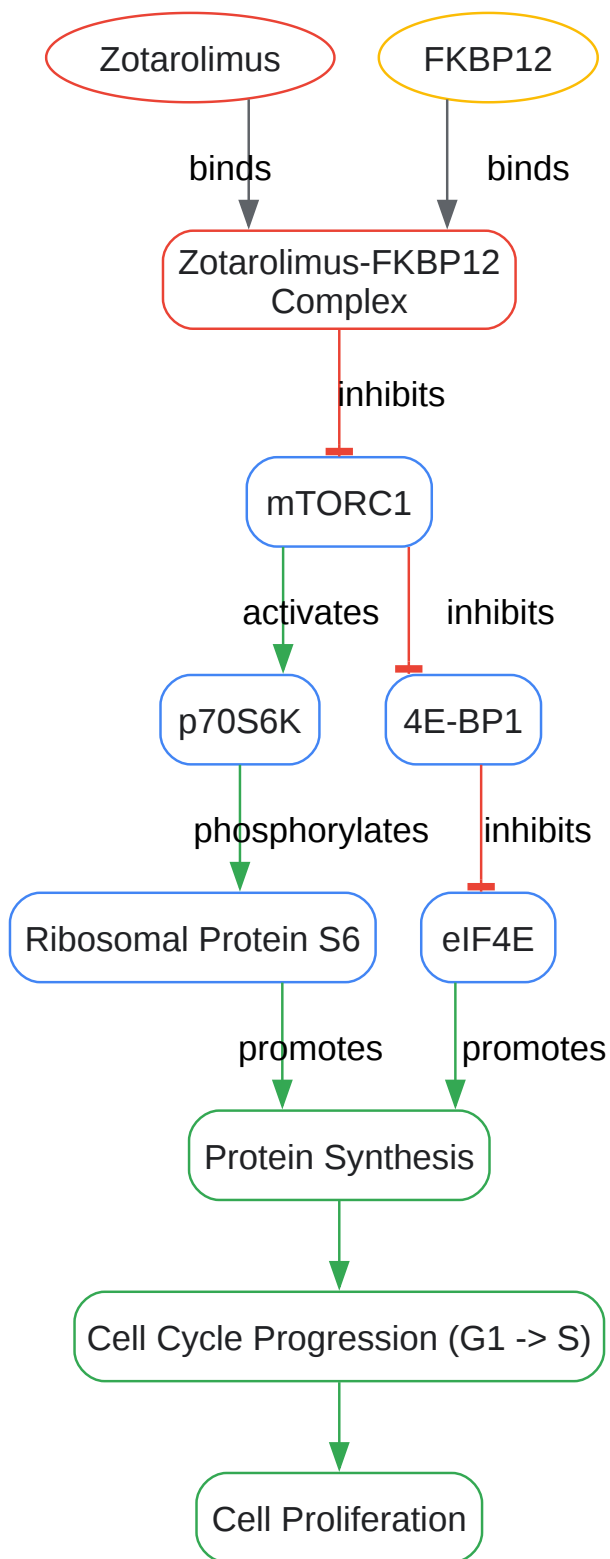 Zotarolimus
FKBP12
binds
binds
Zotarolimus-FKBP12
Complex
inhibits
mTORC1
activates
inhibits
p70S6K
4E-BP1
phosphorylates
inhibits
Ribosomal Protein S6
eIF4E
promotes
promotes
Protein Synthesis
Cell Cycle Progression (G1 -> S)
Cell Proliferation